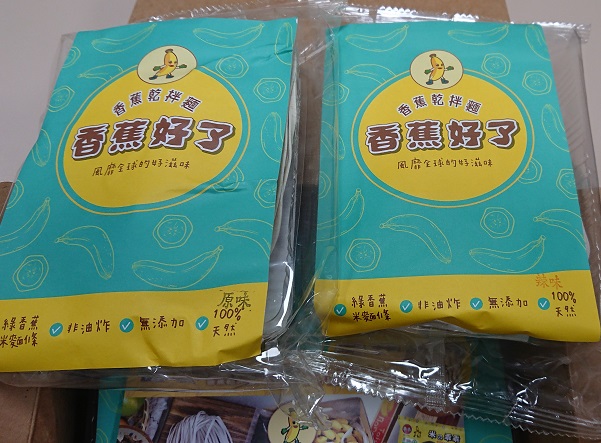 香蕉乾拌麵
香蕉好了
風靡全球的好滋味
原味
綠香蕉
米麵條
非油炸
無添加
100%
天然
香蕉乾拌麵
香蕉好了
風靡全球的好滋味
辣味
綠香蕉
米麵條
非油炸
無添加
100%
天然